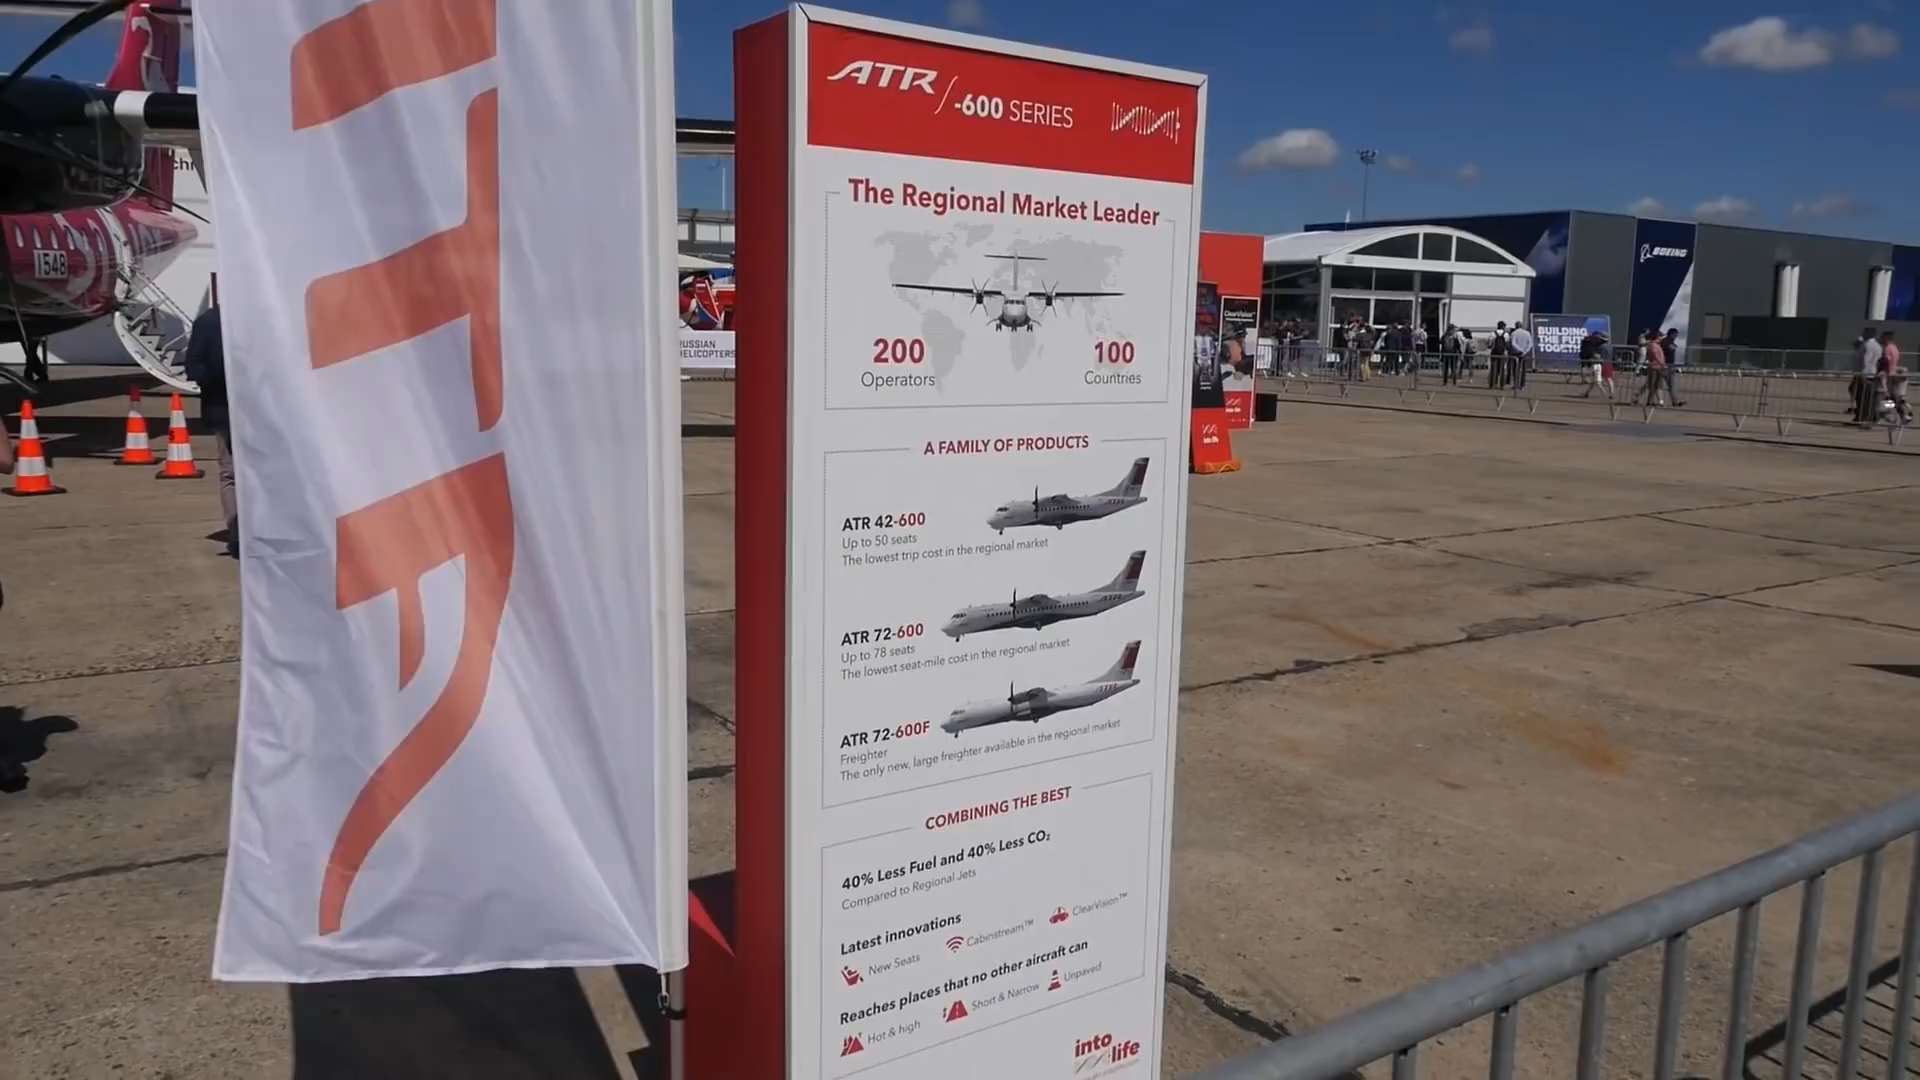 ATR
ATR
-600 SERIES
The Regional Market Leader
200
Operators
100
Countries
A FAMILY OF PRODUCTS
ATR 42-600
Up to 50 seats
The lowest trip cost in the regional market
ATR 72-600
Up to 78 seats
The lowest seat-mile cost in the regional market
ATR 72-600F
Freighter
The only new, large freighter available in the regional market
COMBINING THE BEST
40% Less Fuel and 40% Less CO₂
Compared to Regional Jets
Latest innovations
New Seats
Cabinstream™
ClearVision™
Reaches places that no other aircraft can
Hot & high
Short & Narrow
Unpaved
into
life
1548
RUSSIAN
HELICOPTERS
ClearVision™
into life
BOEING
BUILDING
THE FUT
TOGETH